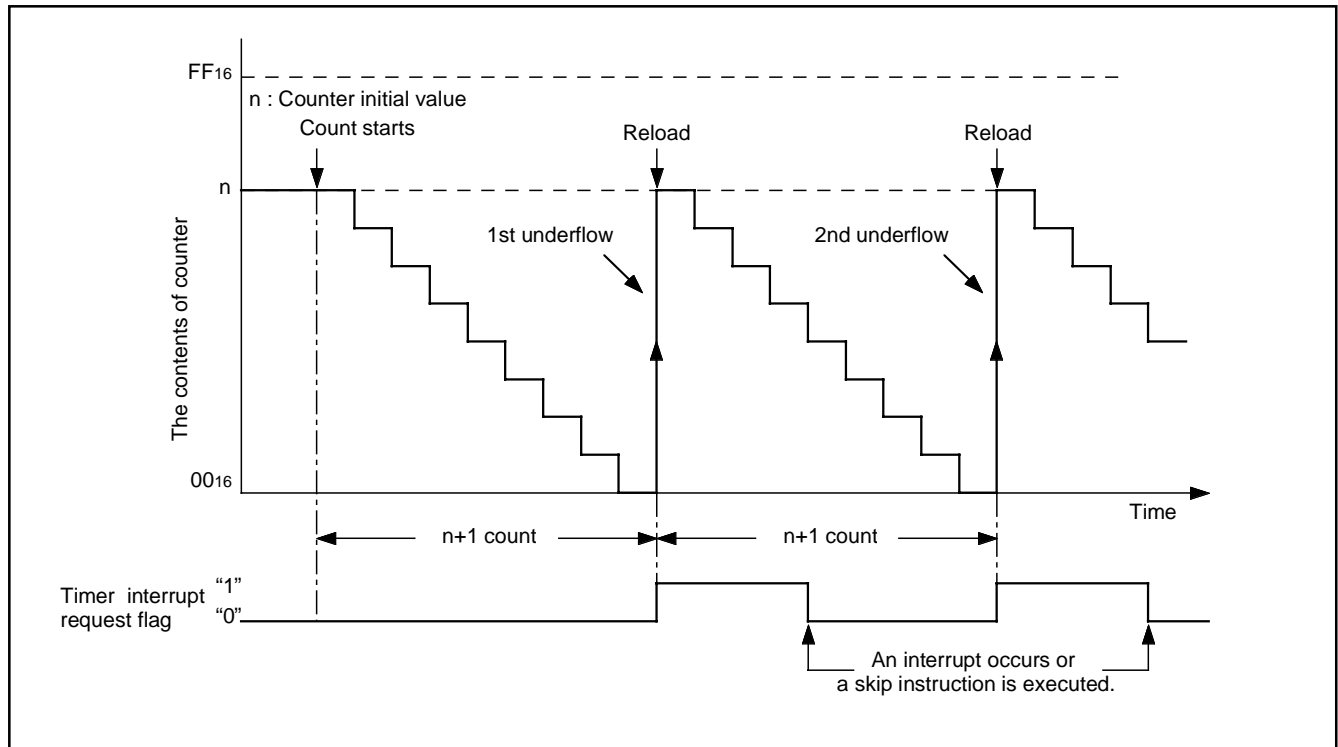 FF16
n : Counter initial value
Count starts
Reload
Reload
n
1st underflow
2nd underflow
The contents of counter
0016
Time
n+1 count
n+1 count
Timer interrupt
request flag
“1”
“0”
An interrupt occurs or
a skip instruction is executed.